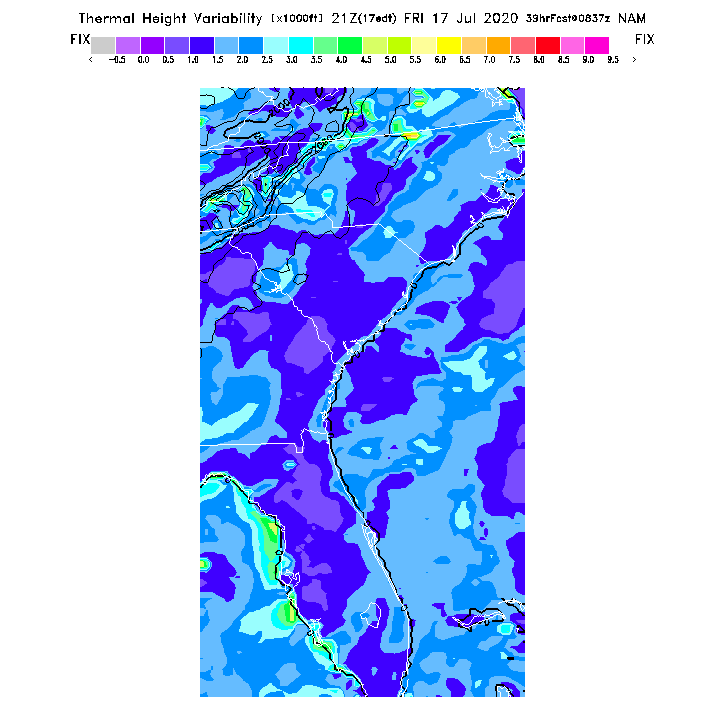 Thermal Height Variability [x1000ft] 21Z(17edt) FRI 17 Jul 2020 39hrFcst@0837z NAM
FIX FIX
< -0.5 0.0 0.5 1.0 1.5 2.0 2.5 3.0 3.5 4.0 4.5 5.0 5.5 6.0 6.5 7.0 7.5 8.0 8.5 9.0 9.5 >